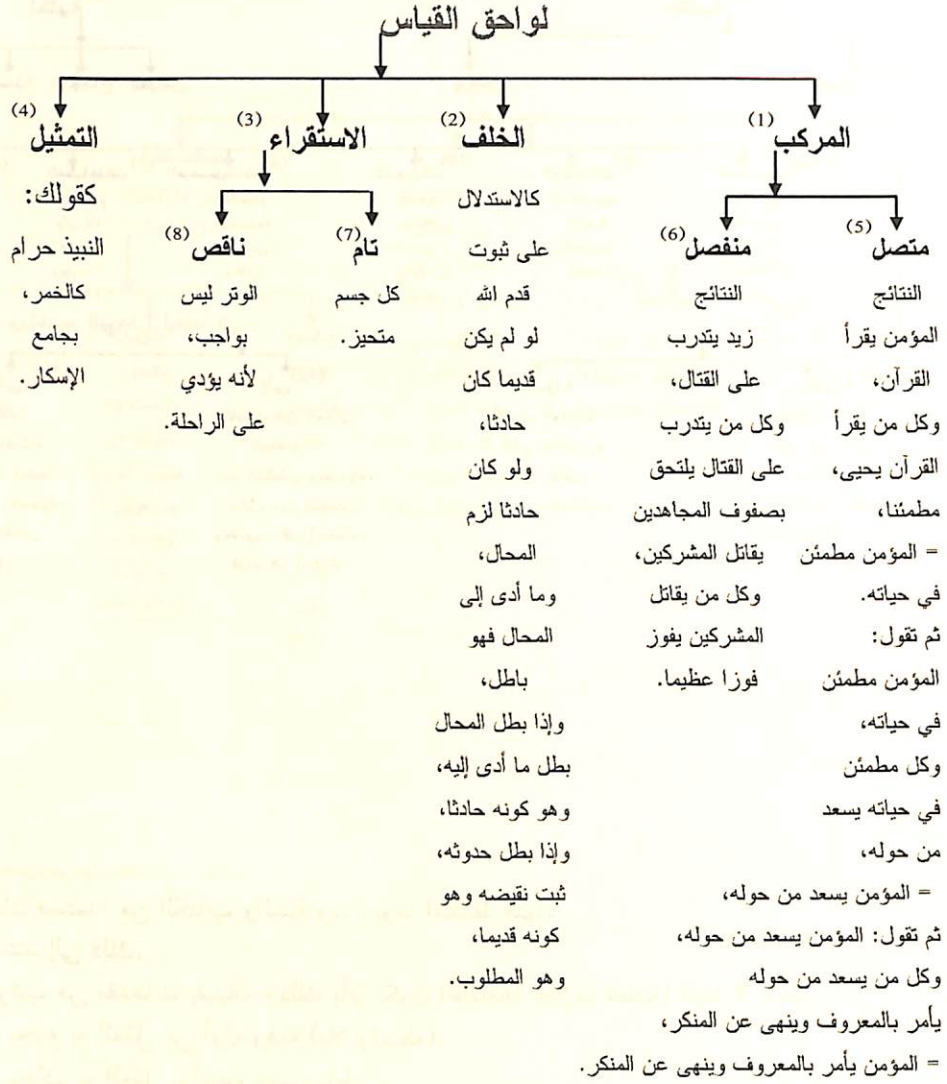 لواحق القياس
المركب(1)
متصل(5)
النتائج
المؤمن يقرأ
القرآن،
وكل من يقرأ
القرآن يحيى،
مطمئنا،
= المؤمن مطمئن
في حياته.
ثم تقول:
المؤمن مطمئن
في حياته،
وكل مطمئن
في حياته يسعد
من حوله،
= المؤمن يسعد من حوله،
ثم تقول: المؤمن يسعد من حوله،
وكل من يسعد من حوله
يأمر بالمعروف وينهى عن المنكر،
= المؤمن يأمر بالمعروف وينهى عن المنكر.
منفصل(6)
النتائج
زيد يتدرب
على القتال،
وكل من يتدرب
على القتال يلتحق
بصفوف المجاهدين
يقاتل المشركين،
وكل من يقاتل
المشركين يفوز
فوزا عظيما.
الخلف(2)
كالاستدلال
على ثبوت
قدم الله
لو لم يكن
قديما كان
حادثا،
ولو كان
حادثا لزم
المحال،
وما أدى إلى
المحال فهو
باطل،
وإذا بطل المحال
بطل ما أدى إليه،
وهو كونه حادثا،
وإذا بطل حدوثه،
ثبت نقيضه وهو
كونه قديما،
وهو المطلوب.
الاستقراء(3)
تام(7)
كل جسم
متحيز.
ناقص(8)
الوتر ليس
بواجب،
لأنه يؤدي
على الراحلة.
التمثيل(4)
كقولك:
النبيذ حرام
كالخمر،
بجامع
الإسكار.